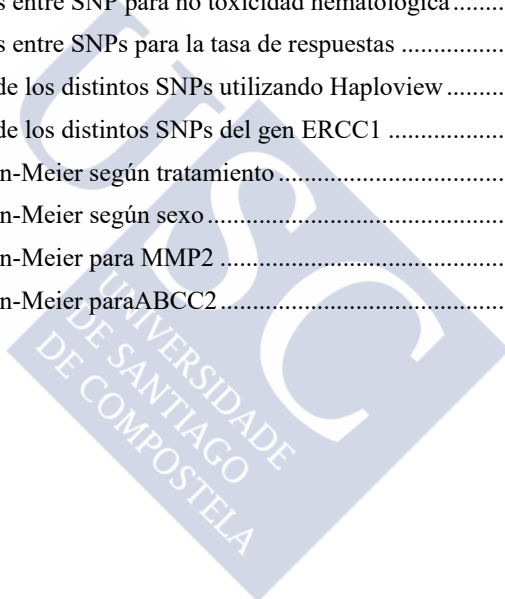 s entre SNP para no toxicidad hematológica.........
s entre SNPs para la tasa de respuestas ................
de los distintos SNPs utilizando Haploview.........
de los distintos SNPs del gen ERCC1 ..................
n-Meier según tratamiento...................................
n-Meier según sexo..............................................
n-Meier para MMP2 ............................................
n-Meier paraABCC2............................................
USC
UNIVERSIDADE
DE SANTIAGO
DE COMPOSTELA